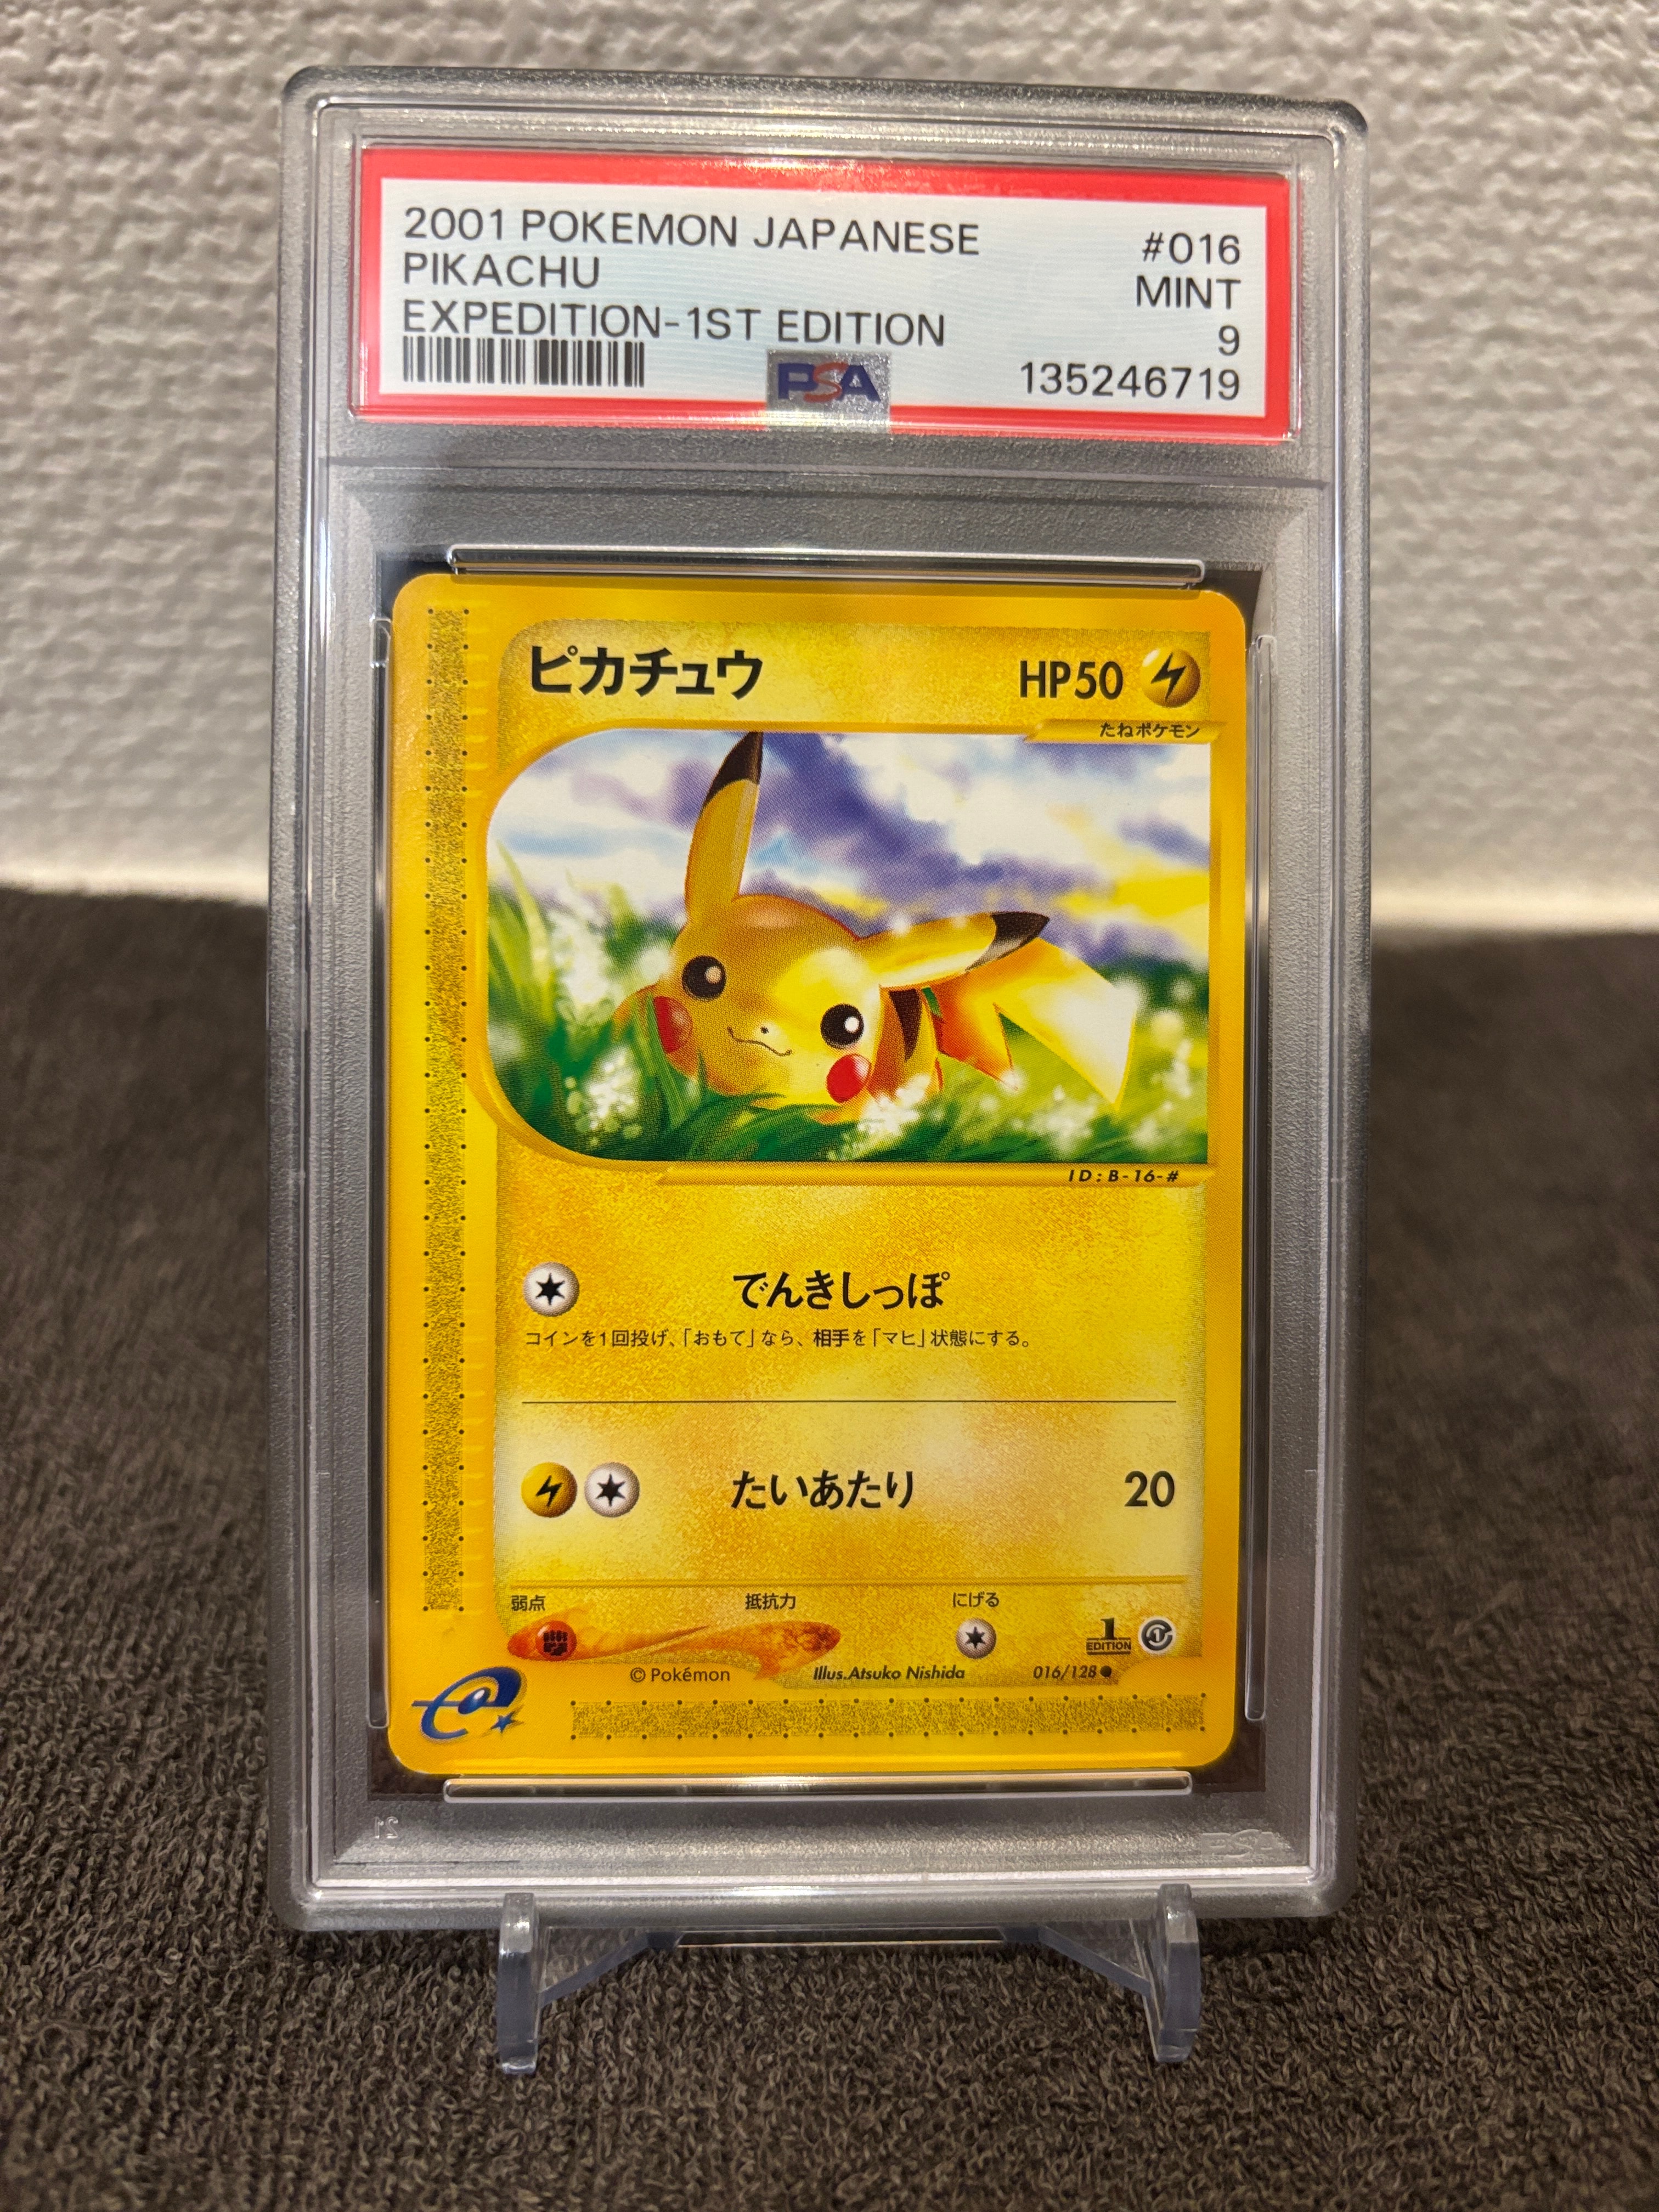 2001 POKEMON JAPANESE #016
PIKACHU MINT
EXPEDITION-1ST EDITION 9
PSA 135246719
ピカチュウ HP50
たねポケモン
ID:B-16-#
でんきしっぽ
コインを1回投げ、「おもて」なら、相手を「マヒ」状態にする。
たいあたり 20
弱点 抵抗力 にげる
1 EDITION 1
© Pokémon Illus.Atsuko Nishida 016/128
e
21 PSA